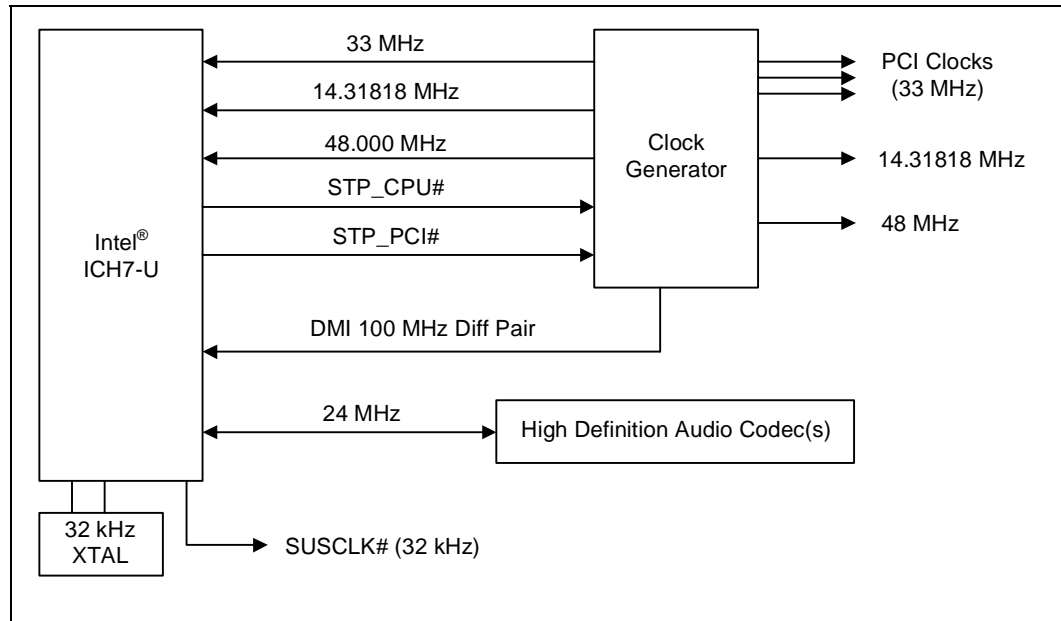 33 MHz
14.31818 MHz
48.000 MHz
STP_CPU#
STP_PCI#
Intel®
ICH7-U
DMI 100 MHz Diff Pair
24 MHz
Clock
Generator
PCI Clocks
(33 MHz)
14.31818 MHz
48 MHz
High Definition Audio Codec(s)
32 kHz
XTAL
SUSCLK# (32 kHz)